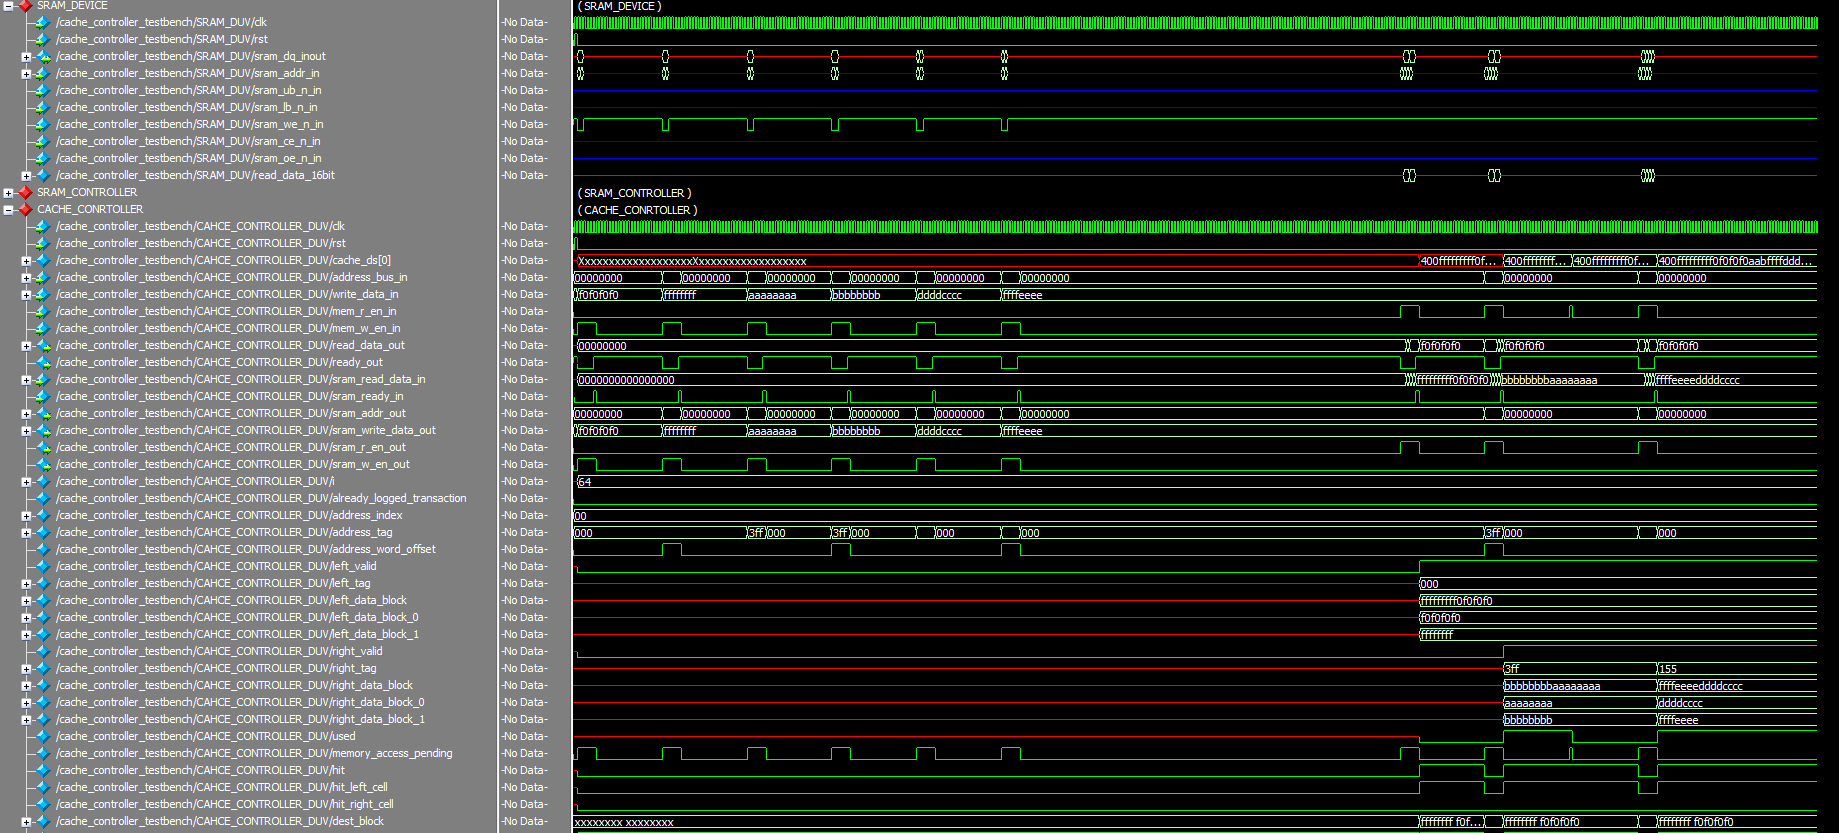 SRAM_DEVICE -No Data- ( SRAM_DEVICE )
/cache_controller_testbench/SRAM_DUV/clk -No Data-
/cache_controller_testbench/SRAM_DUV/rst -No Data-
/cache_controller_testbench/SRAM_DUV/sram_dq_inout -No Data-
/cache_controller_testbench/SRAM_DUV/sram_addr_in -No Data-
/cache_controller_testbench/SRAM_DUV/sram_ub_n_in -No Data-
/cache_controller_testbench/SRAM_DUV/sram_lb_n_in -No Data-
/cache_controller_testbench/SRAM_DUV/sram_we_n_in -No Data-
/cache_controller_testbench/SRAM_DUV/sram_ce_n_in -No Data-
/cache_controller_testbench/SRAM_DUV/sram_oe_n_in -No Data-
/cache_controller_testbench/SRAM_DUV/read_data_16bit -No Data-
SRAM_CONTROLLER ( SRAM_CONTROLLER )
CACHE_CONRTOLLER ( CACHE_CONRTOLLER )
/cache_controller_testbench/CAHCE_CONTROLLER_DUV/clk -No Data-
/cache_controller_testbench/CAHCE_CONTROLLER_DUV/rst -No Data-
/cache_controller_testbench/CAHCE_CONTROLLER_DUV/cache_ds[0] -No Data- 400fffffffff0f... 400ffffffff... 400fffffffff0f... 400fffffffff0f0f0f0aabffffddd...
/cache_controller_testbench/CAHCE_CONTROLLER_DUV/address_bus_in -No Data- 00000000 00000000 00000000 00000000 00000000 00000000 00000000 00000000
/cache_controller_testbench/CAHCE_CONTROLLER_DUV/write_data_in -No Data- f0f0f0f0 ffffffff aaaaaaaa bbbbbbbb ddddcccc ffffeeee
/cache_controller_testbench/CAHCE_CONTROLLER_DUV/mem_r_en_in -No Data-
/cache_controller_testbench/CAHCE_CONTROLLER_DUV/mem_w_en_in -No Data-
/cache_controller_testbench/CAHCE_CONTROLLER_DUV/read_data_out -No Data- 00000000 f0f0f0f0 f0f0f0f0 f0f0f0f0
/cache_controller_testbench/CAHCE_CONTROLLER_DUV/ready_out -No Data-
/cache_controller_testbench/CAHCE_CONTROLLER_DUV/sram_read_data_in -No Data- 0000000000000000 fffffffff0f0f0f0 bbbbbbbbaaaaaaaa ffffeeeeddddcccc
/cache_controller_testbench/CAHCE_CONTROLLER_DUV/sram_ready_in -No Data-
/cache_controller_testbench/CAHCE_CONTROLLER_DUV/sram_addr_out -No Data- 00000000 00000000 00000000 00000000 00000000 00000000 00000000 00000000
/cache_controller_testbench/CAHCE_CONTROLLER_DUV/sram_write_data_out -No Data- f0f0f0f0 ffffffff aaaaaaaa bbbbbbbb ddddcccc ffffeeee
/cache_controller_testbench/CAHCE_CONTROLLER_DUV/sram_r_en_out -No Data-
/cache_controller_testbench/CAHCE_CONTROLLER_DUV/sram_w_en_out -No Data-
/cache_controller_testbench/CAHCE_CONTROLLER_DUV/i -No Data- 64
/cache_controller_testbench/CAHCE_CONTROLLER_DUV/already_logged_transaction -No Data-
/cache_controller_testbench/CAHCE_CONTROLLER_DUV/address_index -No Data- 00
/cache_controller_testbench/CAHCE_CONTROLLER_DUV/address_tag -No Data- 000 3ff 000 3ff 000 000 000 3ff 000 000
/cache_controller_testbench/CAHCE_CONTROLLER_DUV/address_word_offset -No Data-
/cache_controller_testbench/CAHCE_CONTROLLER_DUV/left_valid -No Data-
/cache_controller_testbench/CAHCE_CONTROLLER_DUV/left_tag -No Data- 000
/cache_controller_testbench/CAHCE_CONTROLLER_DUV/left_data_block -No Data- fffffffff0f0f0f0
/cache_controller_testbench/CAHCE_CONTROLLER_DUV/left_data_block_0 -No Data- f0f0f0f0
/cache_controller_testbench/CAHCE_CONTROLLER_DUV/left_data_block_1 -No Data- ffffffff
/cache_controller_testbench/CAHCE_CONTROLLER_DUV/right_valid -No Data-
/cache_controller_testbench/CAHCE_CONTROLLER_DUV/right_tag -No Data- 3ff 155
/cache_controller_testbench/CAHCE_CONTROLLER_DUV/right_data_block -No Data- bbbbbbbbaaaaaaaa ffffeeeeddddcccc
/cache_controller_testbench/CAHCE_CONTROLLER_DUV/right_data_block_0 -No Data- aaaaaaaa ddddcccc
/cache_controller_testbench/CAHCE_CONTROLLER_DUV/right_data_block_1 -No Data- bbbbbbbb ffffeeee
/cache_controller_testbench/CAHCE_CONTROLLER_DUV/used -No Data-
/cache_controller_testbench/CAHCE_CONTROLLER_DUV/memory_access_pending -No Data-
/cache_controller_testbench/CAHCE_CONTROLLER_DUV/hit -No Data-
/cache_controller_testbench/CAHCE_CONTROLLER_DUV/hit_left_cell -No Data-
/cache_controller_testbench/CAHCE_CONTROLLER_DUV/hit_right_cell -No Data-
/cache_controller_testbench/CAHCE_CONTROLLER_DUV/dest_block -No Data- xxxxxxxx xxxxxxxx ffffffff f0f... ffffffff f0f0f0f0 ffffffff f0f0f0f0